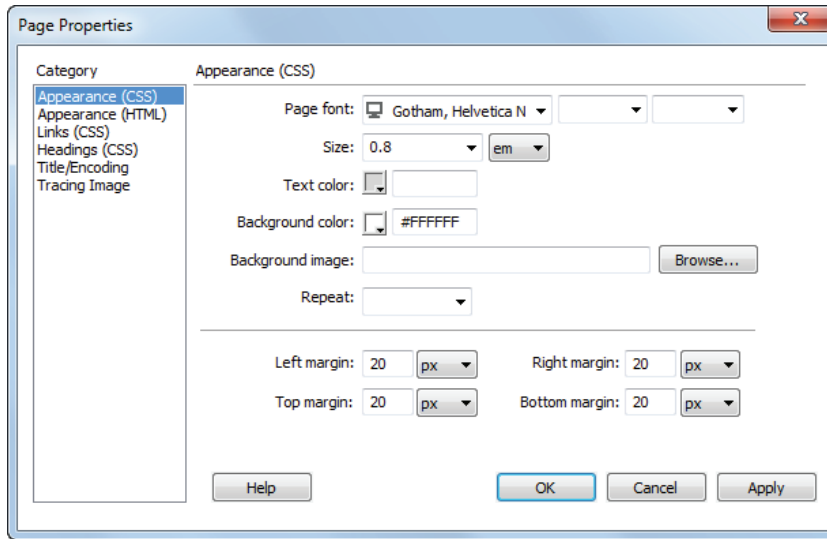 Page Properties
Category
Appearance (CSS)
Appearance (HTML)
Links (CSS)
Headings (CSS)
Title/Encoding
Tracing Image
Appearance (CSS)
Page font: Gotham, Helvetica N
Size: 0.8 em
Text color:
Background color: #FFFFFF
Background image: Browse...
Repeat:
Left margin: 20 px Right margin: 20 px
Top margin: 20 px Bottom margin: 20 px
Help OK Cancel Apply